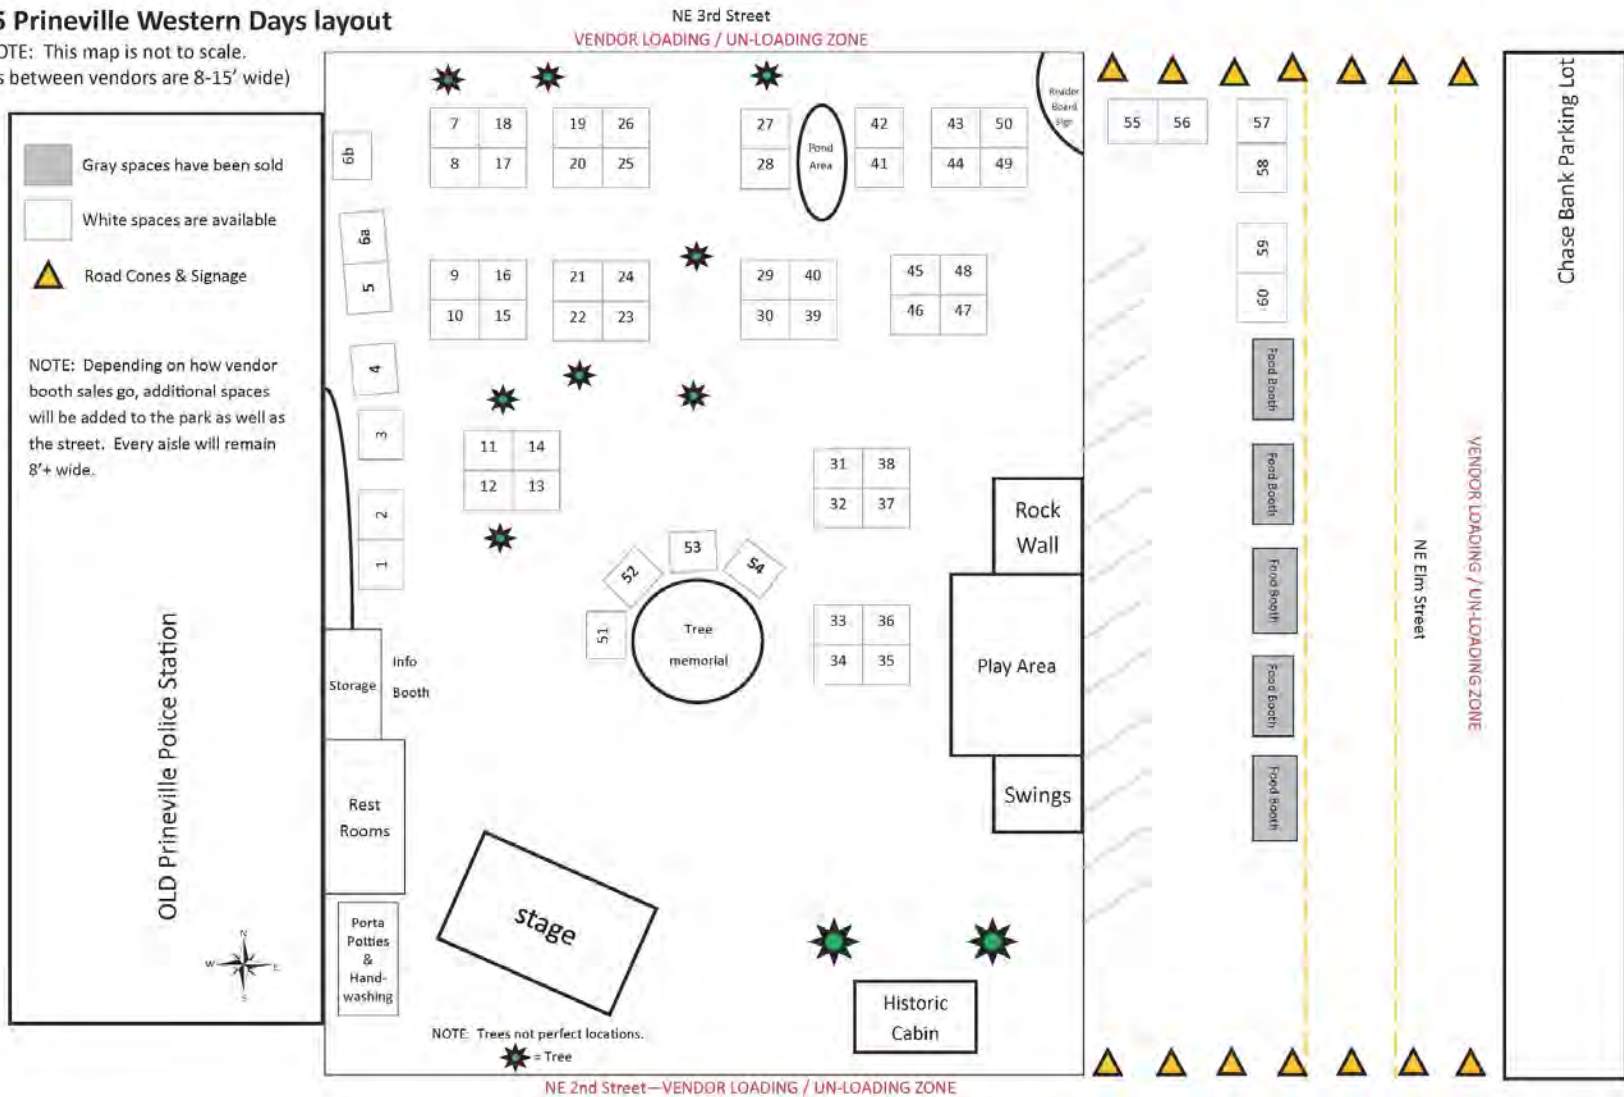 Prineville Western Days layout
NOTE: This map is not to scale.
between vendors are 8-15' wide)
NE 3rd Street
VENDOR LOADING / UN-LOADING ZONE
Gray spaces have been sold
White spaces are available
Road Cones & Signage
NOTE: Depending on how vendor
booth sales go, additional spaces
will be added to the park as well as
the street. Every aisle will remain
8'+ wide.
OLD Prineville Police Station
N
W
E
S
6b
6a
5
4
3
2
1
7 18
8 17
19 26
20 25
27
28
Pond
Area
42
41
43 50
44 49
Reader
Board
Sign
9 16
10 15
21 24
22 23
29 40
30 39
45 48
46 47
11 14
12 13
31 38
32 37
51
52
53
54
Tree
memorial
33 36
34 35
Rock
Wall
Play Area
Swings
Storage
Info
Booth
Rest
Rooms
Porta
Potties
&
Hand-
washing
stage
NOTE: Trees not perfect locations.
= Tree
Historic
Cabin
NE 2nd Street—VENDOR LOADING / UN-LOADING ZONE
55 56
57
58
59
60
Food Booth
Food Booth
Food Booth
Food Booth
Food Booth
NE Elm Street
VENDOR LOADING / UN-LOADING ZONE
Chase Bank Parking Lot